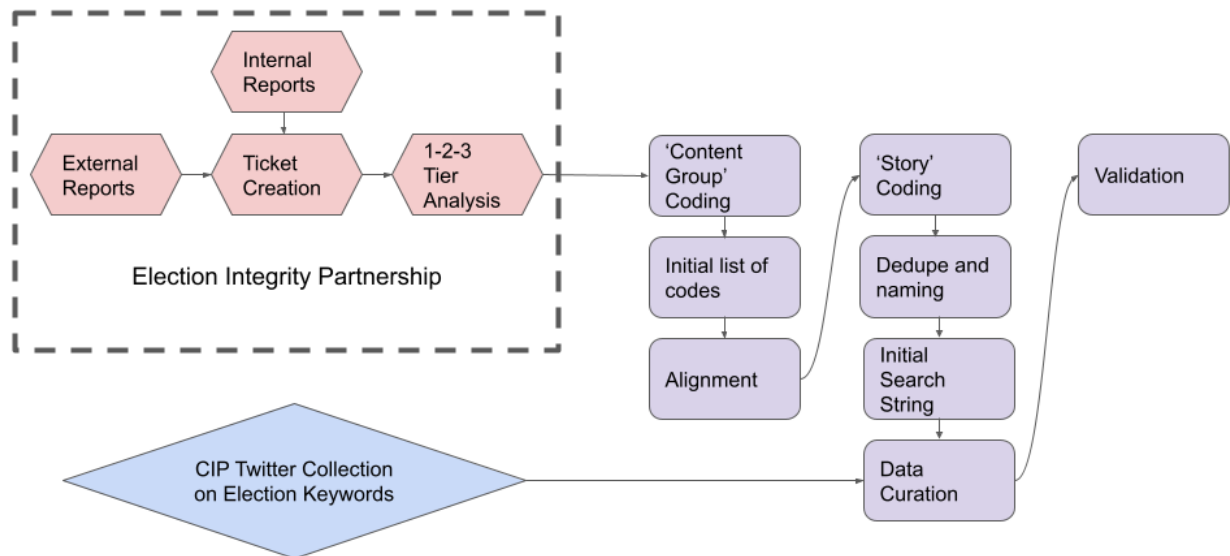 Internal
Reports
External
Reports
Ticket
Creation
1-2-3
Tier
Analysis
Election Integrity Partnership
‘Content
Group’
Coding
Initial list of
codes
Alignment
‘Story’
Coding
Dedupe and
naming
Initial
Search
String
Data
Curation
Validation
CIP Twitter Collection
on Election Keywords